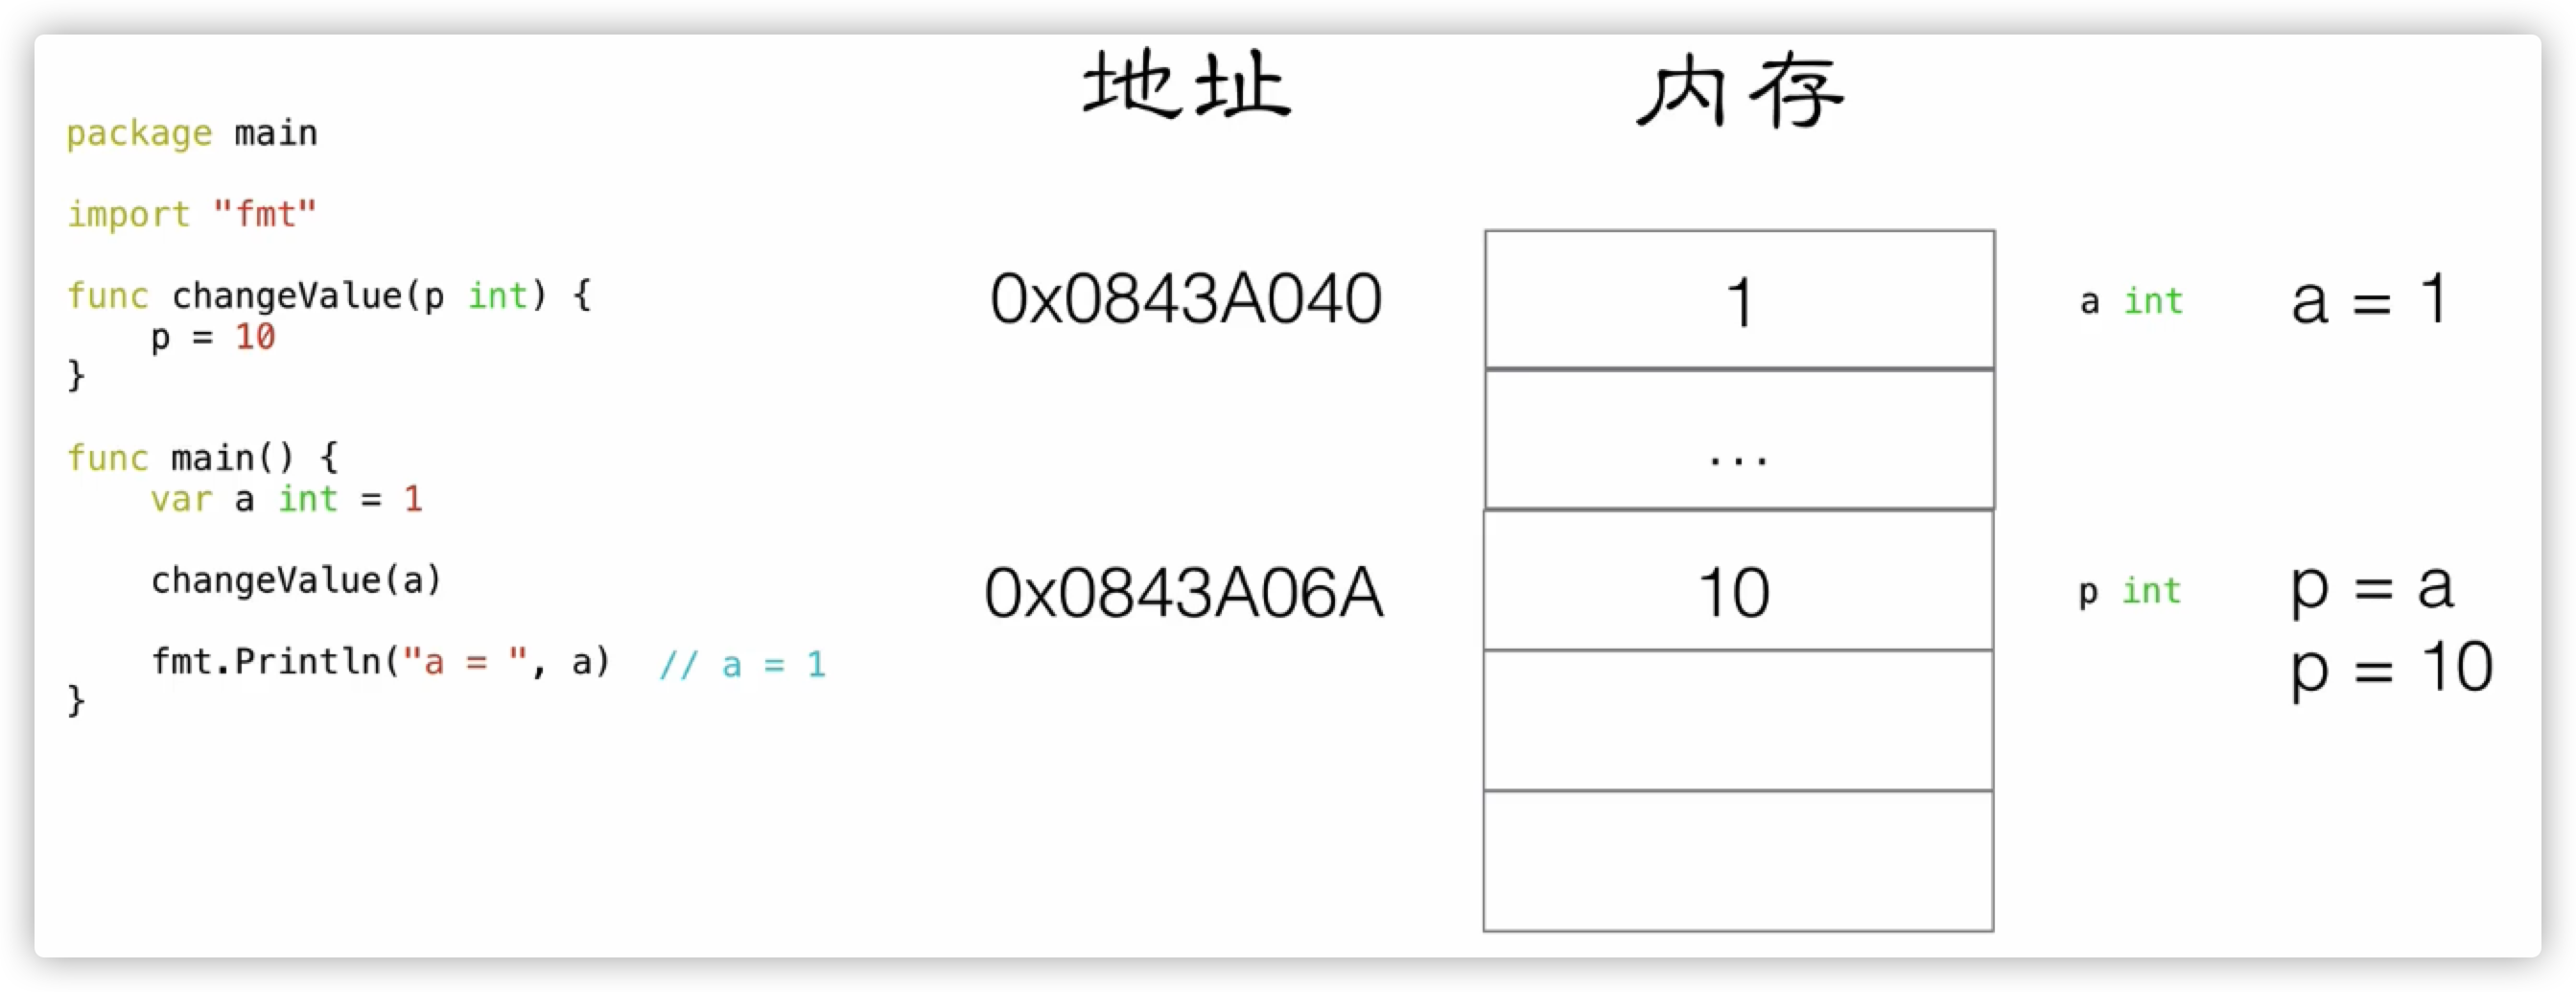 package main
import "fmt"
func changeValue(p int) {
    p = 10
}
func main() {
    var a int = 1
    changeValue(a)
    fmt.Println("a = ", a)  // a = 1
}
地址
内存
0x0843A040
1
a int
a = 1
...
0x0843A06A
10
p int
p = a
p = 10